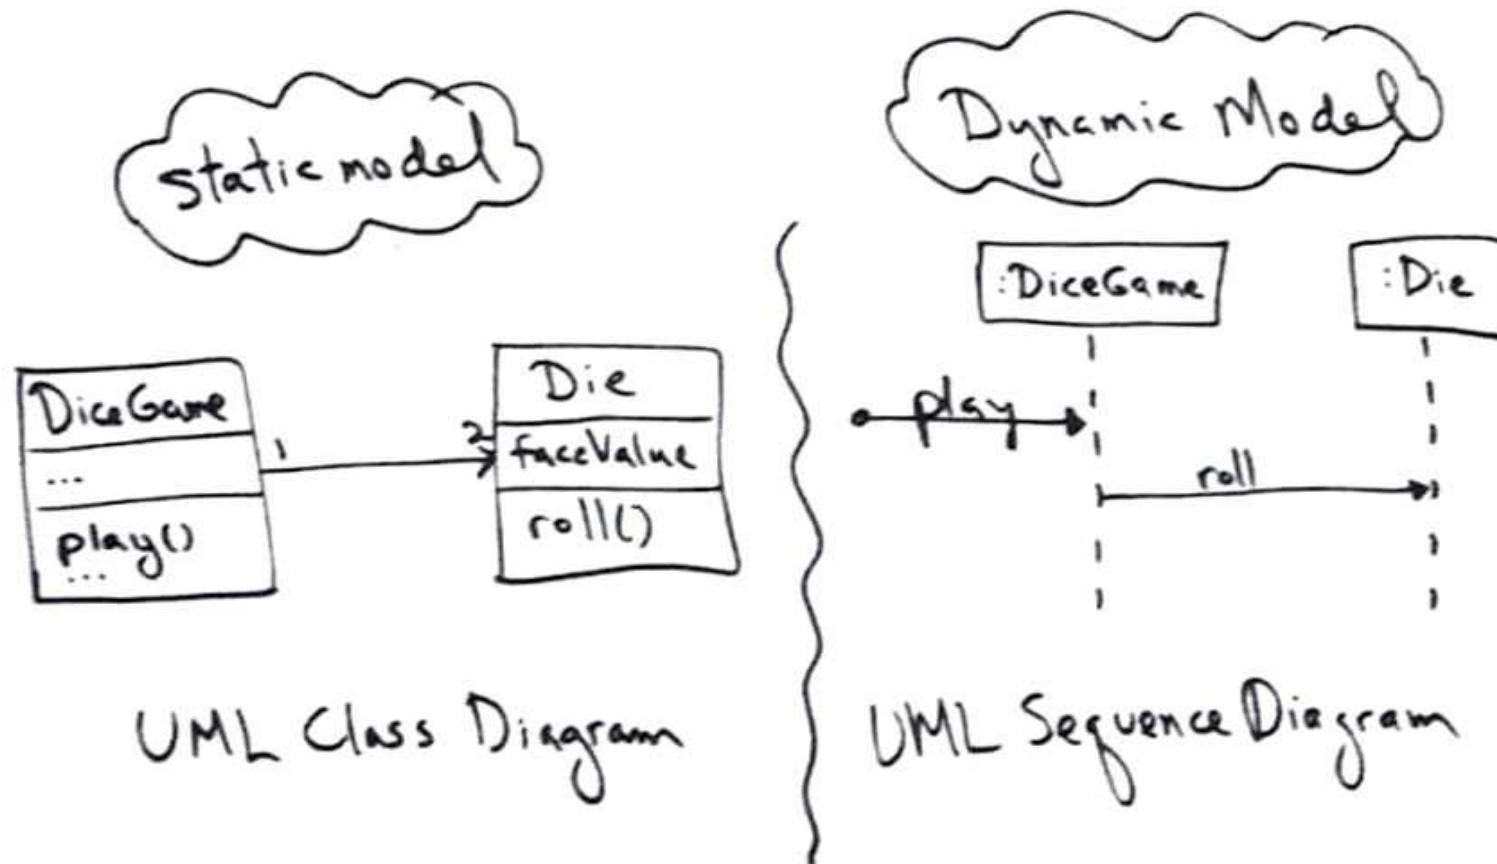 static model
DiceGame
...
play()
...
1
2
Die
faceValue
roll()
UML Class Diagram
Dynamic Model
:DiceGame
:Die
play
roll
UML Sequence Diagram